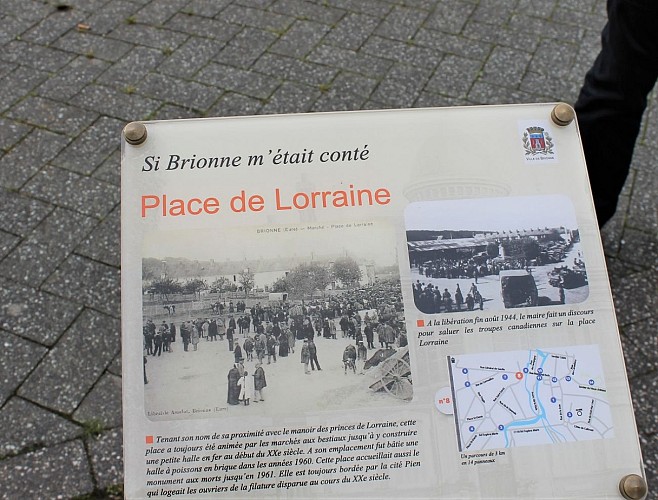 Si Brionne m'était conté
VILLE DE BRIONNE
Place de Lorraine
BRIONNE (Eure) — Marché - Place de Lorraine
A la libération fin août 1944, le maire fait un discours
pour saluer les troupes canadiennes sur la place
Lorraine
n°8
Un parcours de 3 km
en 14 panneaux
Tenant son nom de sa proximité avec le manoir des princes de Lorraine, cette
place a toujours été animée par les marchés aux bestiaux jusqu'à y construire
une petite halle en fer au début du XXe siècle. A son emplacement fut bâtie une
halle à poissons en brique dans les années 1960. Cette place accueillait aussi le
monument aux morts jusqu'en 1961. Elle est toujours bordée par la cité Pien
qui logeait les ouvriers de la filature disparue au cours du XXe siècle.